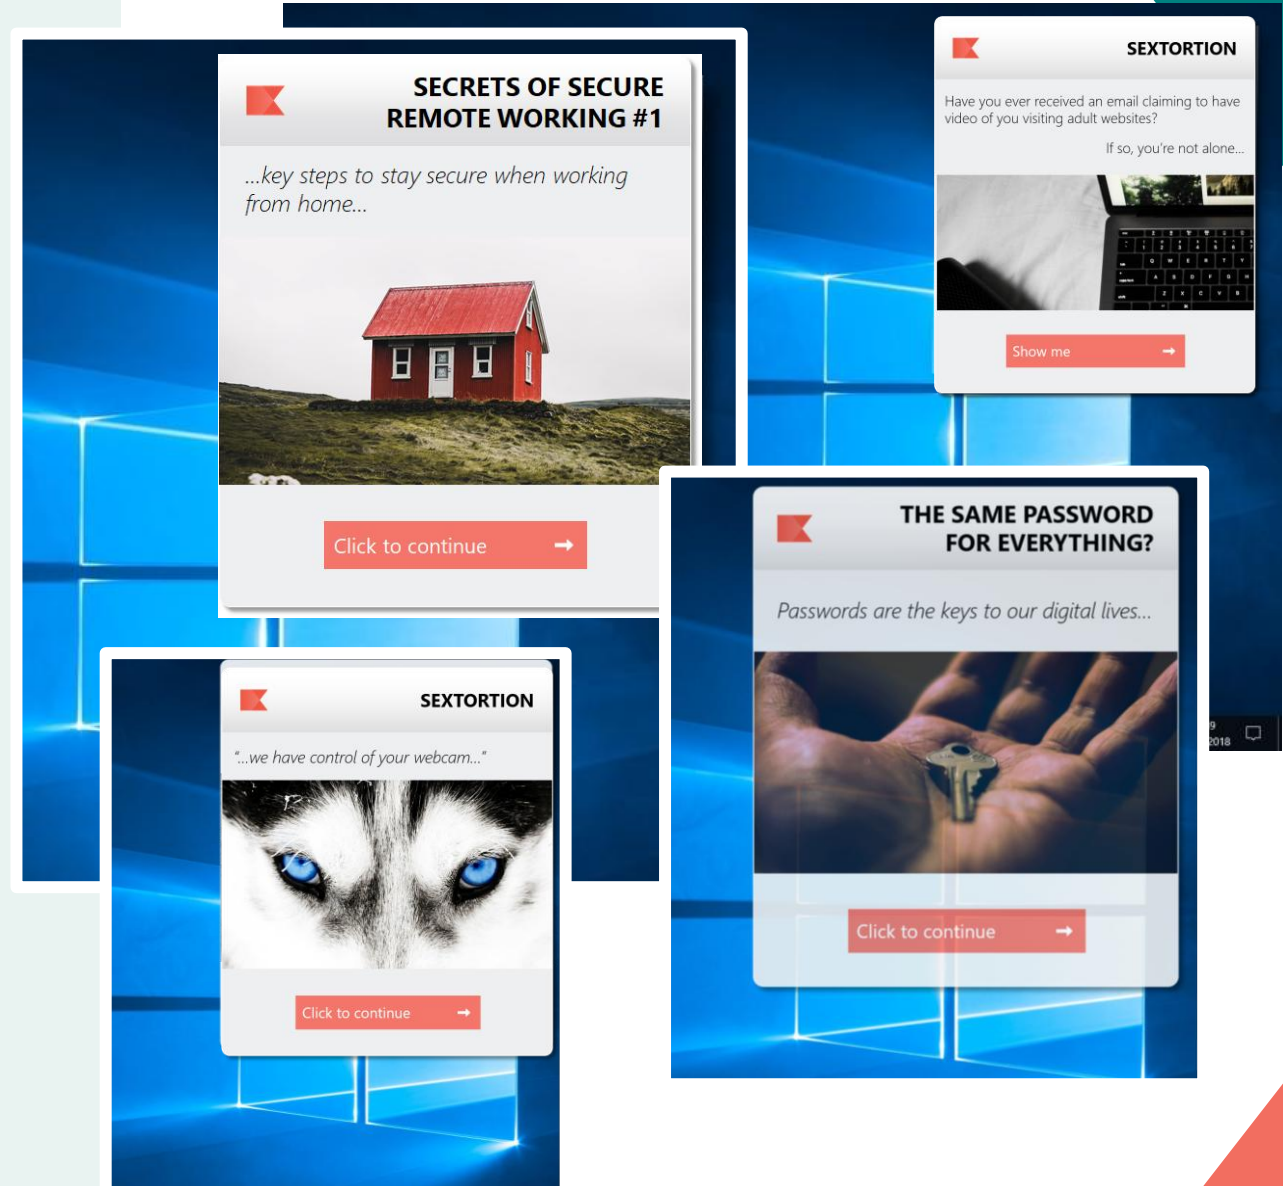 SECRETS OF SECURE
REMOTE WORKING #1
...key steps to stay secure when working
from home...
Click to continue
SEXTORTION
Have you ever received an email claiming to have
video of you visiting adult websites?
If so, you're not alone...
Show me
THE SAME PASSWORD
FOR EVERYTHING?
Passwords are the keys to our digital lives...
Click to continue
9
2018
SEXTORTION
"...we have control of your webcam..."
Click to continue